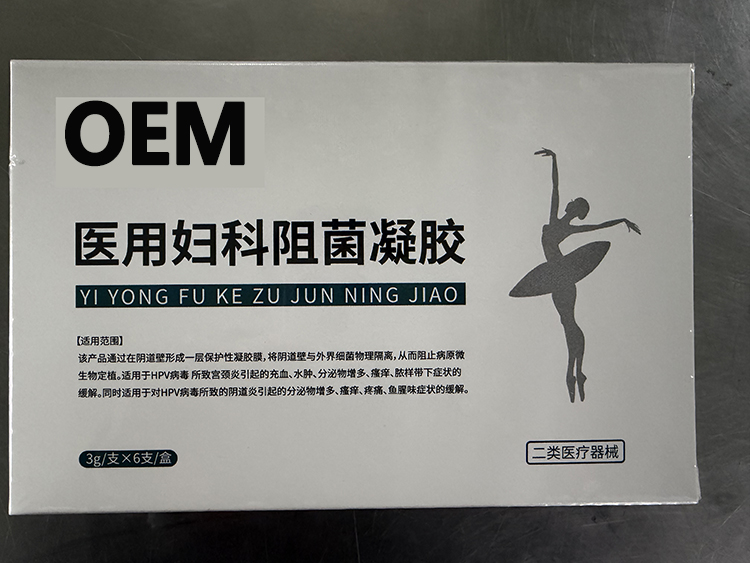 OEM
医用妇科阻菌凝胶
YI YONG FU KE ZU JUN NING JIAO
【适用范围】
该产品通过在阴道壁形成一层保护性凝胶膜,将阴道壁与外界细菌物理隔离,从而阻止病原微
生物定植。适用于HPV病毒 所致宫颈炎引起的充血、水肿、分泌物增多、瘙痒、脓样带下症状的
缓解。同时适用于对HPV病毒所致的阴道炎引起的分泌物增多、瘙痒、疼痛、鱼腥味症状的缓解。
3g/支×6支/盒
二类医疗器械